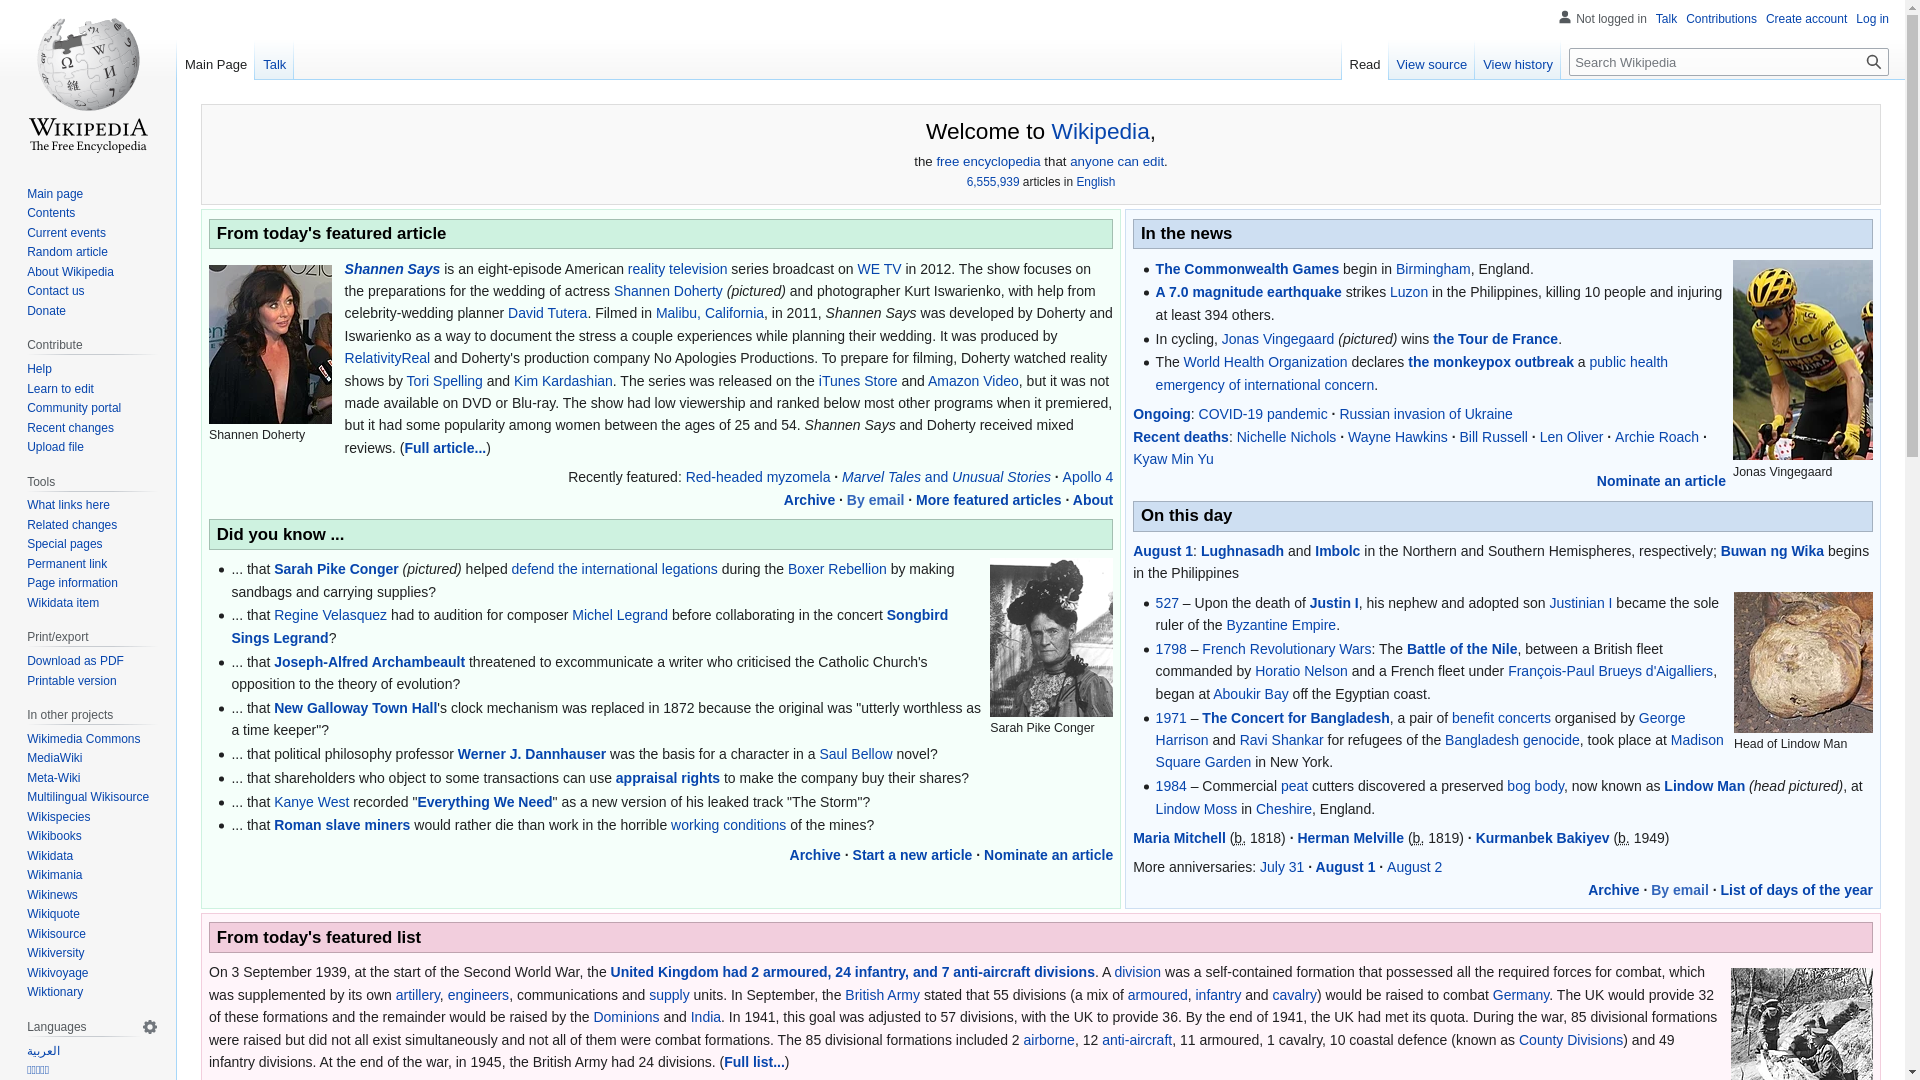 Not logged in Talk Contributions Create account Log in
WIKIPEDIA
The Free Encyclopedia
Main Page Talk
Read View source View history Search Wikipedia
Main page
Contents
Current events
Random article
About Wikipedia
Contact us
Donate
Contribute
Help
Learn to edit
Community portal
Recent changes
Upload file
Tools
What links here
Related changes
Special pages
Permanent link
Page information
Wikidata item
Print/export
Download as PDF
Printable version
In other projects
Wikimedia Commons
MediaWiki
Meta-Wiki
Multilingual Wikisource
Wikispecies
Wikibooks
Wikidata
Wikimania
Wikinews
Wikiquote
Wikisource
Wikiversity
Wikivoyage
Wiktionary
Languages
العربية
Welcome to Wikipedia,
the free encyclopedia that anyone can edit.
6,555,939 articles in English
From today's featured article
Shannen Says is an eight-episode American reality television series broadcast on WE TV in 2012. The show focuses on
the preparations for the wedding of actress Shannen Doherty (pictured) and photographer Kurt Iswarienko, with help from
celebrity-wedding planner David Tutera. Filmed in Malibu, California, in 2011, Shannen Says was developed by Doherty and
Iswarienko as a way to document the stress a couple experiences while planning their wedding. It was produced by
RelativityReal and Doherty's production company No Apologies Productions. To prepare for filming, Doherty watched reality
shows by Tori Spelling and Kim Kardashian. The series was released on the iTunes Store and Amazon Video, but it was not
made available on DVD or Blu-ray. The show had low viewership and ranked below most other programs when it premiered,
but it had some popularity among women between the ages of 25 and 54. Shannen Says and Doherty received mixed
reviews. (Full article...)
Shannen Doherty
Recently featured: Red-headed myzomela · Marvel Tales and Unusual Stories · Apollo 4
Archive · By email · More featured articles · About
Did you know ...
... that Sarah Pike Conger (pictured) helped defend the international legations during the Boxer Rebellion by making
sandbags and carrying supplies?
... that Regine Velasquez had to audition for composer Michel Legrand before collaborating in the concert Songbird
Sings Legrand?
... that Joseph-Alfred Archambeault threatened to excommunicate a writer who criticised the Catholic Church's
opposition to the theory of evolution?
... that New Galloway Town Hall's clock mechanism was replaced in 1872 because the original was "utterly worthless as
a time keeper"?
... that political philosophy professor Werner J. Dannhauser was the basis for a character in a Saul Bellow novel?
... that shareholders who object to some transactions can use appraisal rights to make the company buy their shares?
... that Kanye West recorded "Everything We Need" as a new version of his leaked track "The Storm"?
... that Roman slave miners would rather die than work in the horrible working conditions of the mines?
Sarah Pike Conger
Archive · Start a new article · Nominate an article
In the news
The Commonwealth Games begin in Birmingham, England.
A 7.0 magnitude earthquake strikes Luzon in the Philippines, killing 10 people and injuring
at least 394 others.
In cycling, Jonas Vingegaard (pictured) wins the Tour de France.
The World Health Organization declares the monkeypox outbreak a public health
emergency of international concern.
Ongoing: COVID-19 pandemic · Russian invasion of Ukraine
Recent deaths: Nichelle Nichols · Wayne Hawkins · Bill Russell · Len Oliver · Archie Roach ·
Kyaw Min Yu
Jonas Vingegaard
Nominate an article
On this day
August 1: Lughnasadh and Imbolc in the Northern and Southern Hemispheres, respectively; Buwan ng Wika begins
in the Philippines
527 – Upon the death of Justin I, his nephew and adopted son Justinian I became the sole
ruler of the Byzantine Empire.
1798 – French Revolutionary Wars: The Battle of the Nile, between a British fleet
commanded by Horatio Nelson and a French fleet under François-Paul Brueys d'Aigalliers,
began at Aboukir Bay off the Egyptian coast.
1971 – The Concert for Bangladesh, a pair of benefit concerts organised by George
Harrison and Ravi Shankar for refugees of the Bangladesh genocide, took place at Madison
Square Garden in New York.
1984 – Commercial peat cutters discovered a preserved bog body, now known as Lindow Man (head pictured), at
Lindow Moss in Cheshire, England.
Head of Lindow Man
Maria Mitchell (b. 1818) · Herman Melville (b. 1819) · Kurmanbek Bakiyev (b. 1949)
More anniversaries: July 31 · August 1 · August 2
Archive · By email · List of days of the year
From today's featured list
On 3 September 1939, at the start of the Second World War, the United Kingdom had 2 armoured, 24 infantry, and 7 anti-aircraft divisions. A division was a self-contained formation that possessed all the required forces for combat, which
was supplemented by its own artillery, engineers, communications and supply units. In September, the British Army stated that 55 divisions (a mix of armoured, infantry and cavalry) would be raised to combat Germany. The UK would provide 32
of these formations and the remainder would be raised by the Dominions and India. In 1941, this goal was adjusted to 57 divisions, with the UK to provide 36. By the end of 1941, the UK had met its quota. During the war, 85 divisional formations
were raised but did not all exist simultaneously and not all of them were combat formations. The 85 divisional formations included 2 airborne, 12 anti-aircraft, 11 armoured, 1 cavalry, 10 coastal defence (known as County Divisions) and 49
infantry divisions. At the end of the war, in 1945, the British Army had 24 divisions. (Full list...)